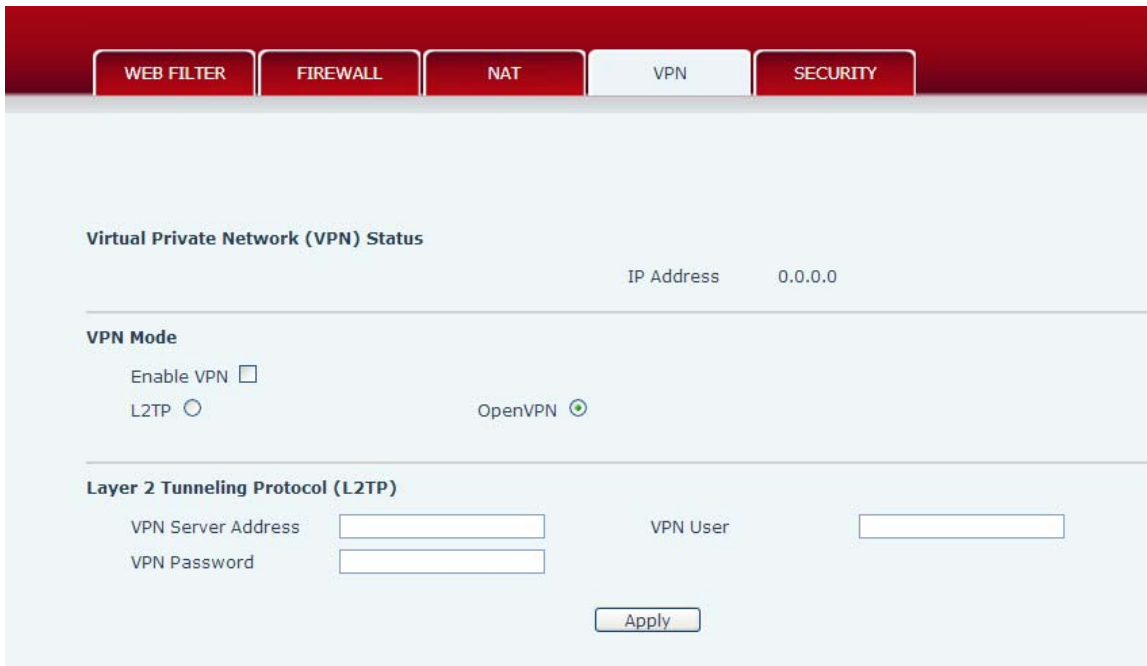 WEB FILTER FIREWALL NAT VPN SECURITY
Virtual Private Network (VPN) Status
IP Address 0.0.0.0
VPN Mode
Enable VPN
L2TP OpenVPN
Layer 2 Tunneling Protocol (L2TP)
VPN Server Address VPN User
VPN Password
Apply